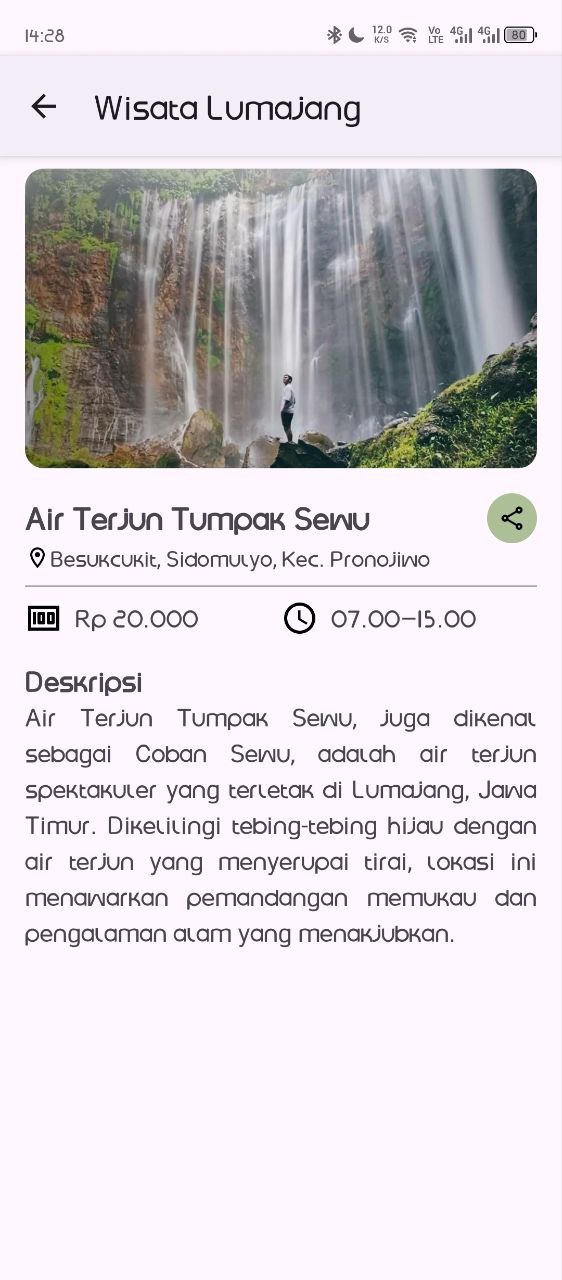 14:28
12.0
K/S
Vo
LTE
4G
4G
80
Wisata Lumajang
Air Terjun Tumpak Sewu
Besukcukit, Sidomulyo, Kec. Pronojiwo
100
Rp 20.000
07.00–15.00
Deskripsi
Air Terjun Tumpak Sewu, juga dikenal
sebagai Coban Sewu, adalah air terjun
spektakuler yang terletak di Lumajang, Jawa
Timur. Dikelilingi tebing-tebing hijau dengan
air terjun yang menyerupai tirai, lokasi ini
menawarkan pemandangan memukau dan
pengalaman alam yang menakjubkan.